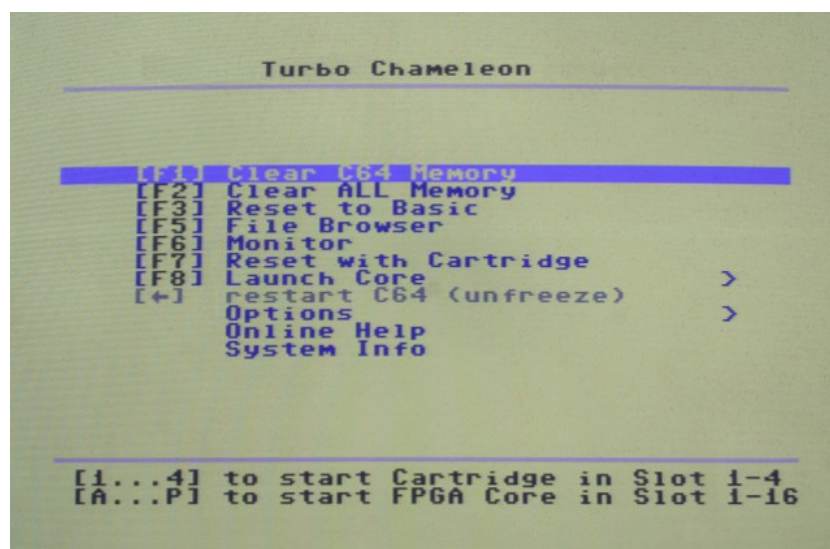 Turbo Chameleon
[F1] Clear C64 Memory
[F2] Clear ALL Memory
[F3] Reset to Basic
[F5] File Browser
[F6] Monitor
[F7] Reset with Cartridge
[F8] Launch Core >
[←] restart C64 (unfreeze)
Options >
Online Help
System Info
[1...4] to start Cartridge in Slot 1-4
[A...P] to start FPGA Core in Slot 1-16